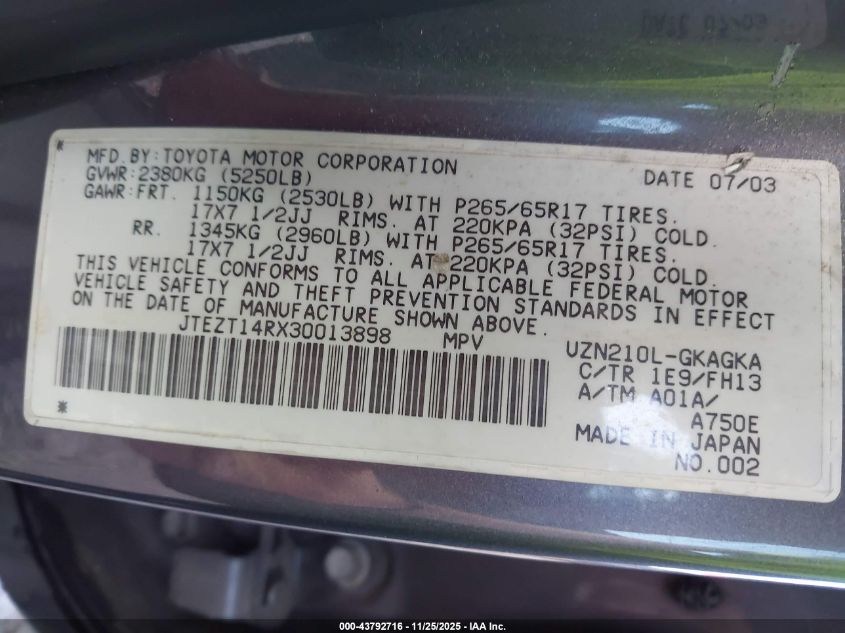 DATE 07/03
MFD.BY:TOYOTA MOTOR CORPORATION DATE 07/03
GVWR:2380KG (5250LB)
GAWR:FRT. 1150KG (2530LB) WITH P265/65R17 TIRES.
17X7 1/2JJ RIMS. AT 220KPA (32PSI) COLD.
RR. 1345KG (2960LB) WITH P265/65R17 TIRES.
17X7 1/2JJ RIMS. AT 220KPA (32PSI) COLD.
THIS VEHICLE CONFORMS TO ALL APPLICABLE FEDERAL MOTOR
VEHICLE SAFETY AND THEFT PREVENTION STANDARDS IN EFFECT
ON THE DATE OF MANUFACTURE SHOWN ABOVE.
JTEZT14RX30013898 MPV
UZN210L-GKAGKA
C/TR 1E9/FH13
A/TM A01A/
A750E
MADE IN JAPAN
NO.002
000-43792716 - 11/25/2025 - IAA Inc.